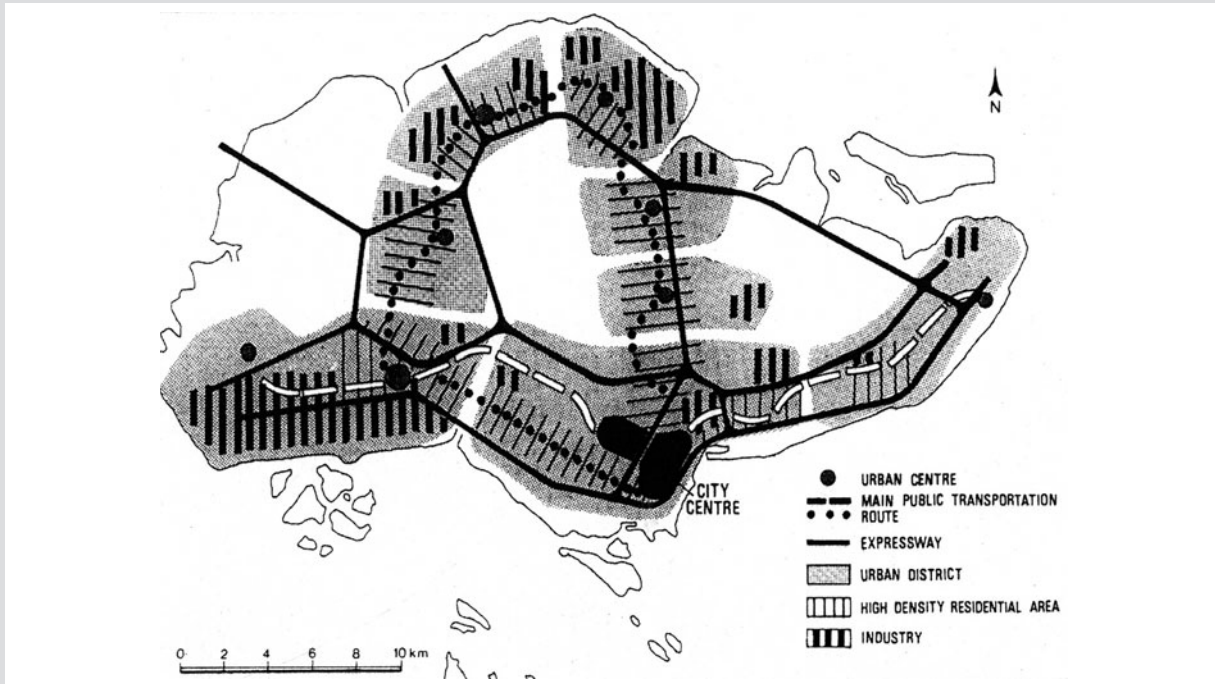 N
CITY
CENTRE
URBAN CENTRE
MAIN PUBLIC TRANSPORTATION
ROUTE
EXPRESSWAY
URBAN DISTRICT
HIGH DENSITY RESIDENTIAL AREA
INDUSTRY
0 2 4 6 8 10 km